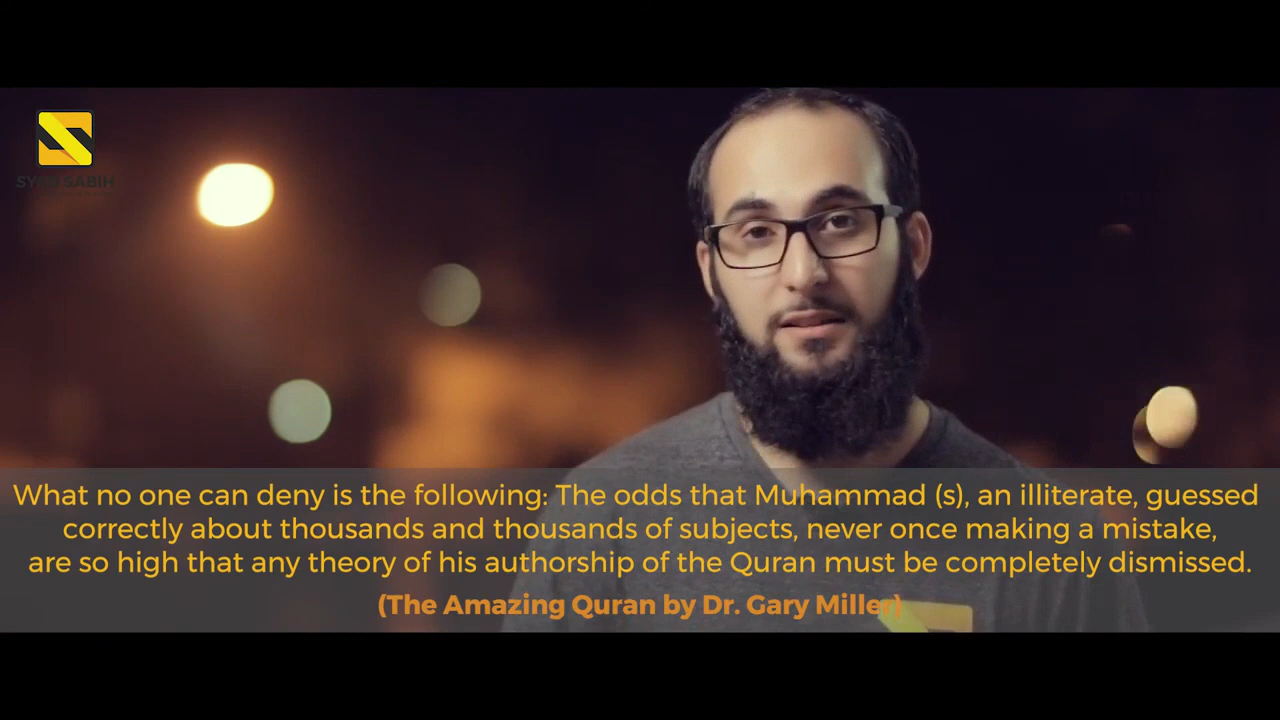 SYED SABIH
What no one can deny is the following: The odds that Muhammad (s), an illiterate, guessed
correctly about thousands and thousands of subjects, never once making a mistake,
are so high that any theory of his authorship of the Quran must be completely dismissed.
(The Amazing Quran by Dr. Gary Miller)